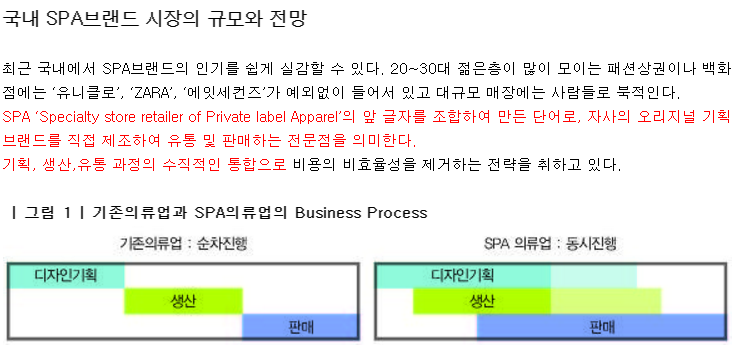 국내 SPA브랜드 시장의 규모와 전망
최근 국내에서 SPA브랜드의 인기를 쉽게 실감할 수 있다. 20~30대 젊은층이 많이 모이는 패션상권이나 백화
점에는 ‘유니클로’, ‘ZARA’, ‘에잇세컨즈’가 예외없이 들어서 있고 대규모 매장에는 사람들로 북적인다.
SPA ‘Specialty store retailer of Private label Apparel’의 앞 글자를 조합하여 만든 단어로, 자사의 오리지널 기획
브랜드를 직접 제조하여 유통 및 판매하는 전문점을 의미한다.
기획, 생산,유통 과정의 수직적인 통합으로 비용의 비효율성을 제거하는 전략을 취하고 있다.
| 그림 1 | 기존의류업과 SPA의류업의 Business Process
기존의류업 : 순차진행
SPA 의류업 : 동시진행
디자인기획
디자인기획
생산
생산
판매
판매